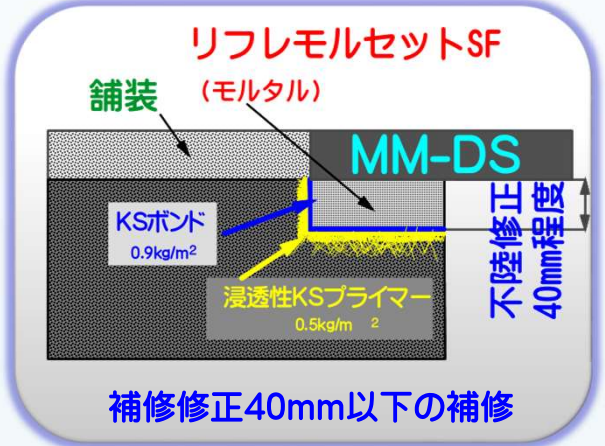 リフレモルセットSF
(モルタル)
舗装
MM-DS
KSボンド
0.9kg/m2
浸透性KSプライマー
0.5kg/m 2
不陸修正
40mm程度
補修修正40mm以下の補修